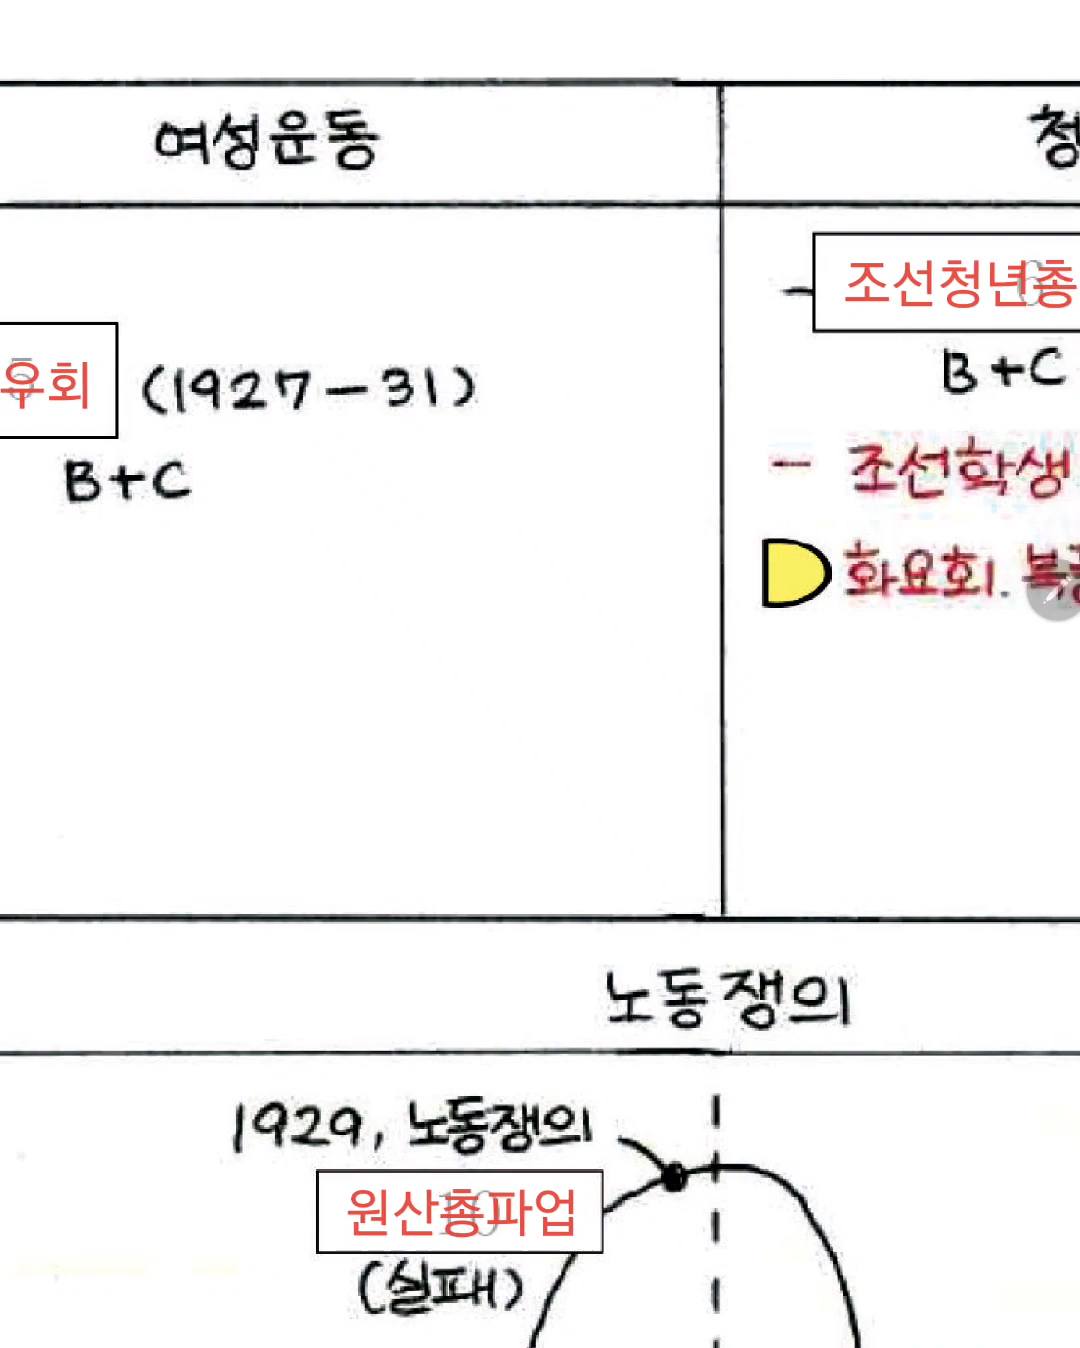 여성운동
청
조선청년총
우회 (1927-31)
B+C
B+C
- 조선학생
화요회. 북
노동쟁의
1929, 노동쟁의
원산총파업
(실패)